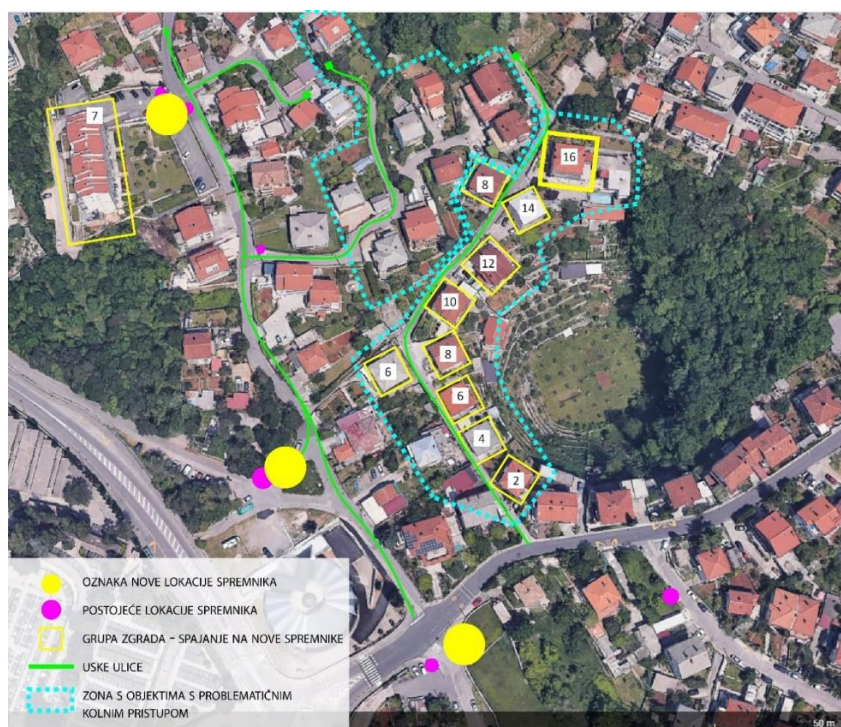 7
16
8
14
12
10
8
6
6
4
2
OZNAKA NOVE LOKACIJE SPREMNIKA
POSTOJEĆE LOKACIJE SPREMNIKA
GRUPA ZGRADA - SPAJANJE NA NOVE SPREMNIKE
USKE ULICE
ZONA S OBJEKTIMA S PROBLEMATIČNIM
KOLNIM PRISTUPOM
50 m